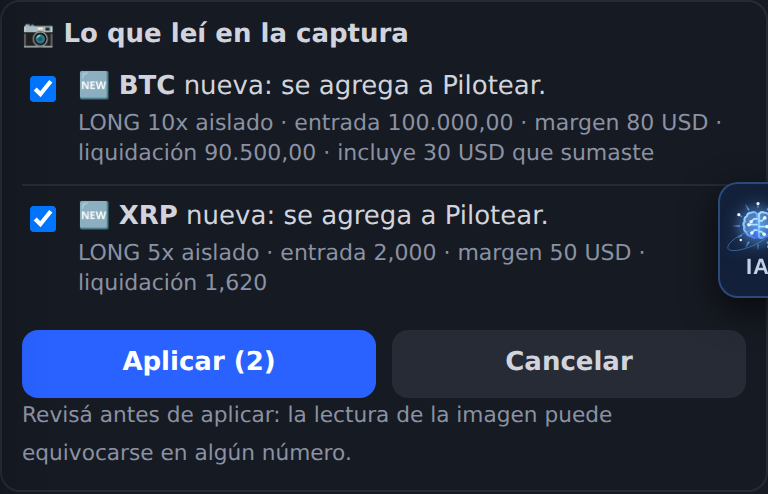 Lo que leí en la captura
NEW BTC nueva: se agrega a Pilotear.
LONG 10x aislado · entrada 100.000,00 · margen 80 USD ·
liquidación 90.500,00 · incluye 30 USD que sumaste
NEW XRP nueva: se agrega a Pilotear.
LONG 5x aislado · entrada 2,000 · margen 50 USD ·
liquidación 1,620
IA
Aplicar (2)
Cancelar
Revisá antes de aplicar: la lectura de la imagen puede
equivocarse en algún número.